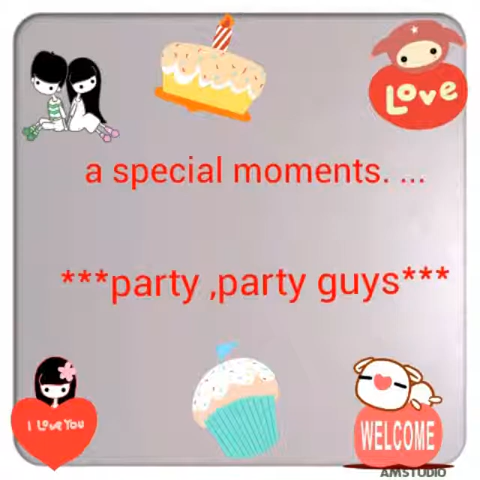 Love
a special moments. ...
***party ,party guys***
I Love You
WELCOME
AMSTUDIO